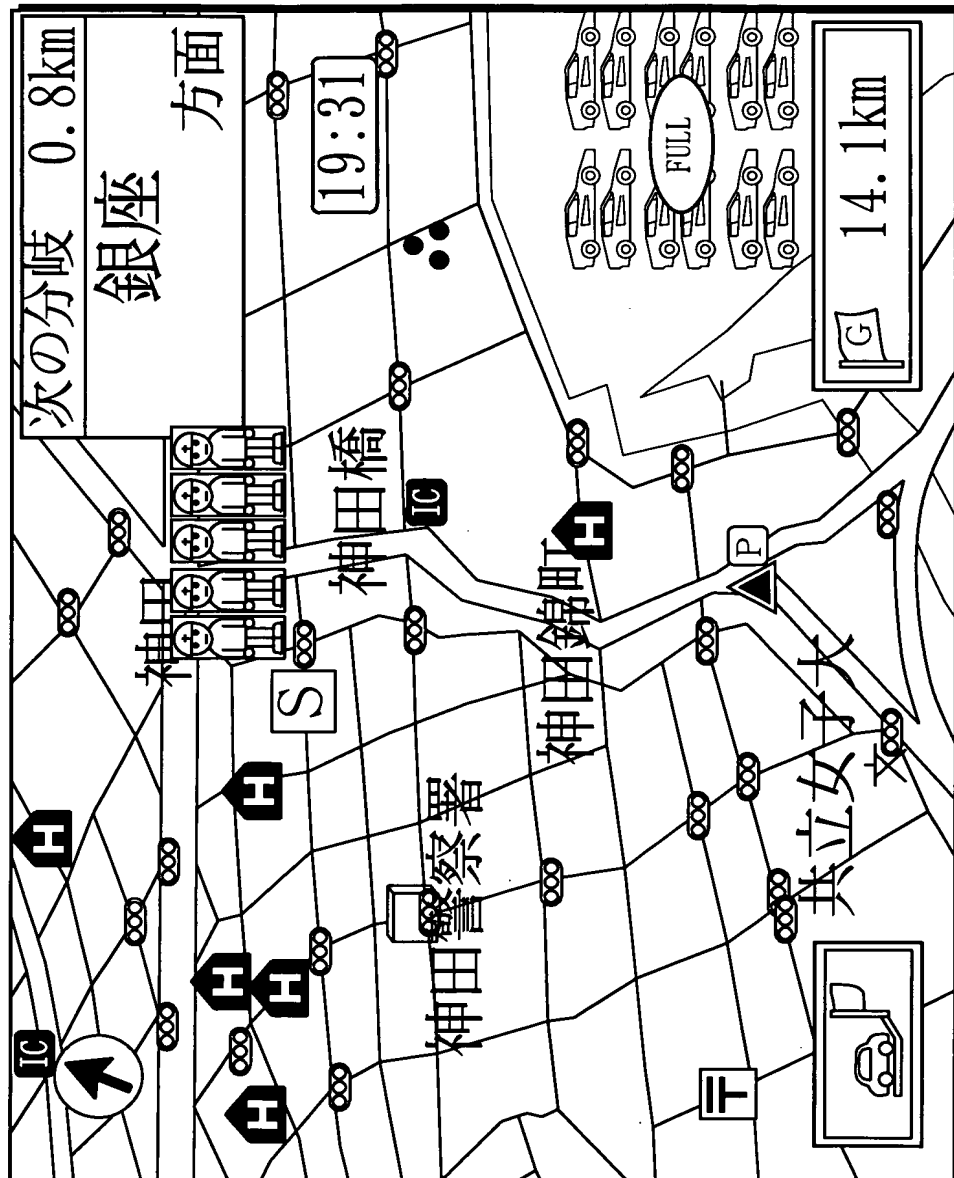 IC
H
次の分岐 0.8km
銀座
方面
神田
H
H
H
H
S
19:31
神田橋
IC
神田警察署
神田錦町
H
FULL
〒
P
共立女子大
文
G 14.1km